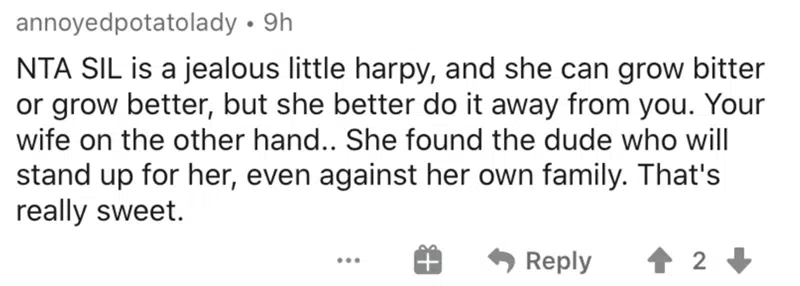 annoyedpotatolady • 9h
NTA SIL is a jealous little harpy, and she can grow bitter
or grow better, but she better do it away from you. Your
wife on the other hand.. She found the dude who will
stand up for her, even against her own family. That's
really sweet.
... Reply 2